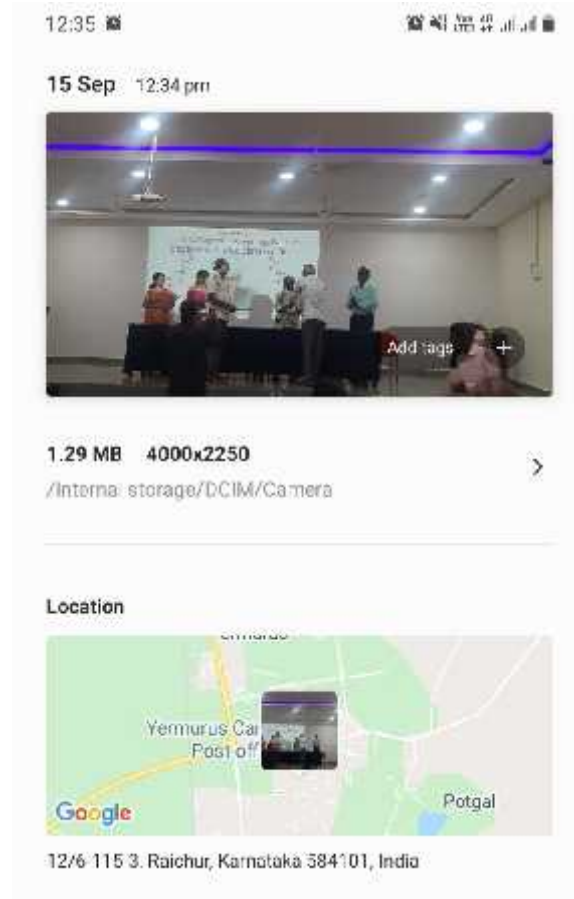 12:35
15 Sep 12:34 pm
Add tags +
1.29 MB 4000x2250
/Internal storage/DCIM/Camera
Location
Yermurus Ca
Post off
Potgal
Google
12/6 115 3. Raichur, Karnataka 584101, India